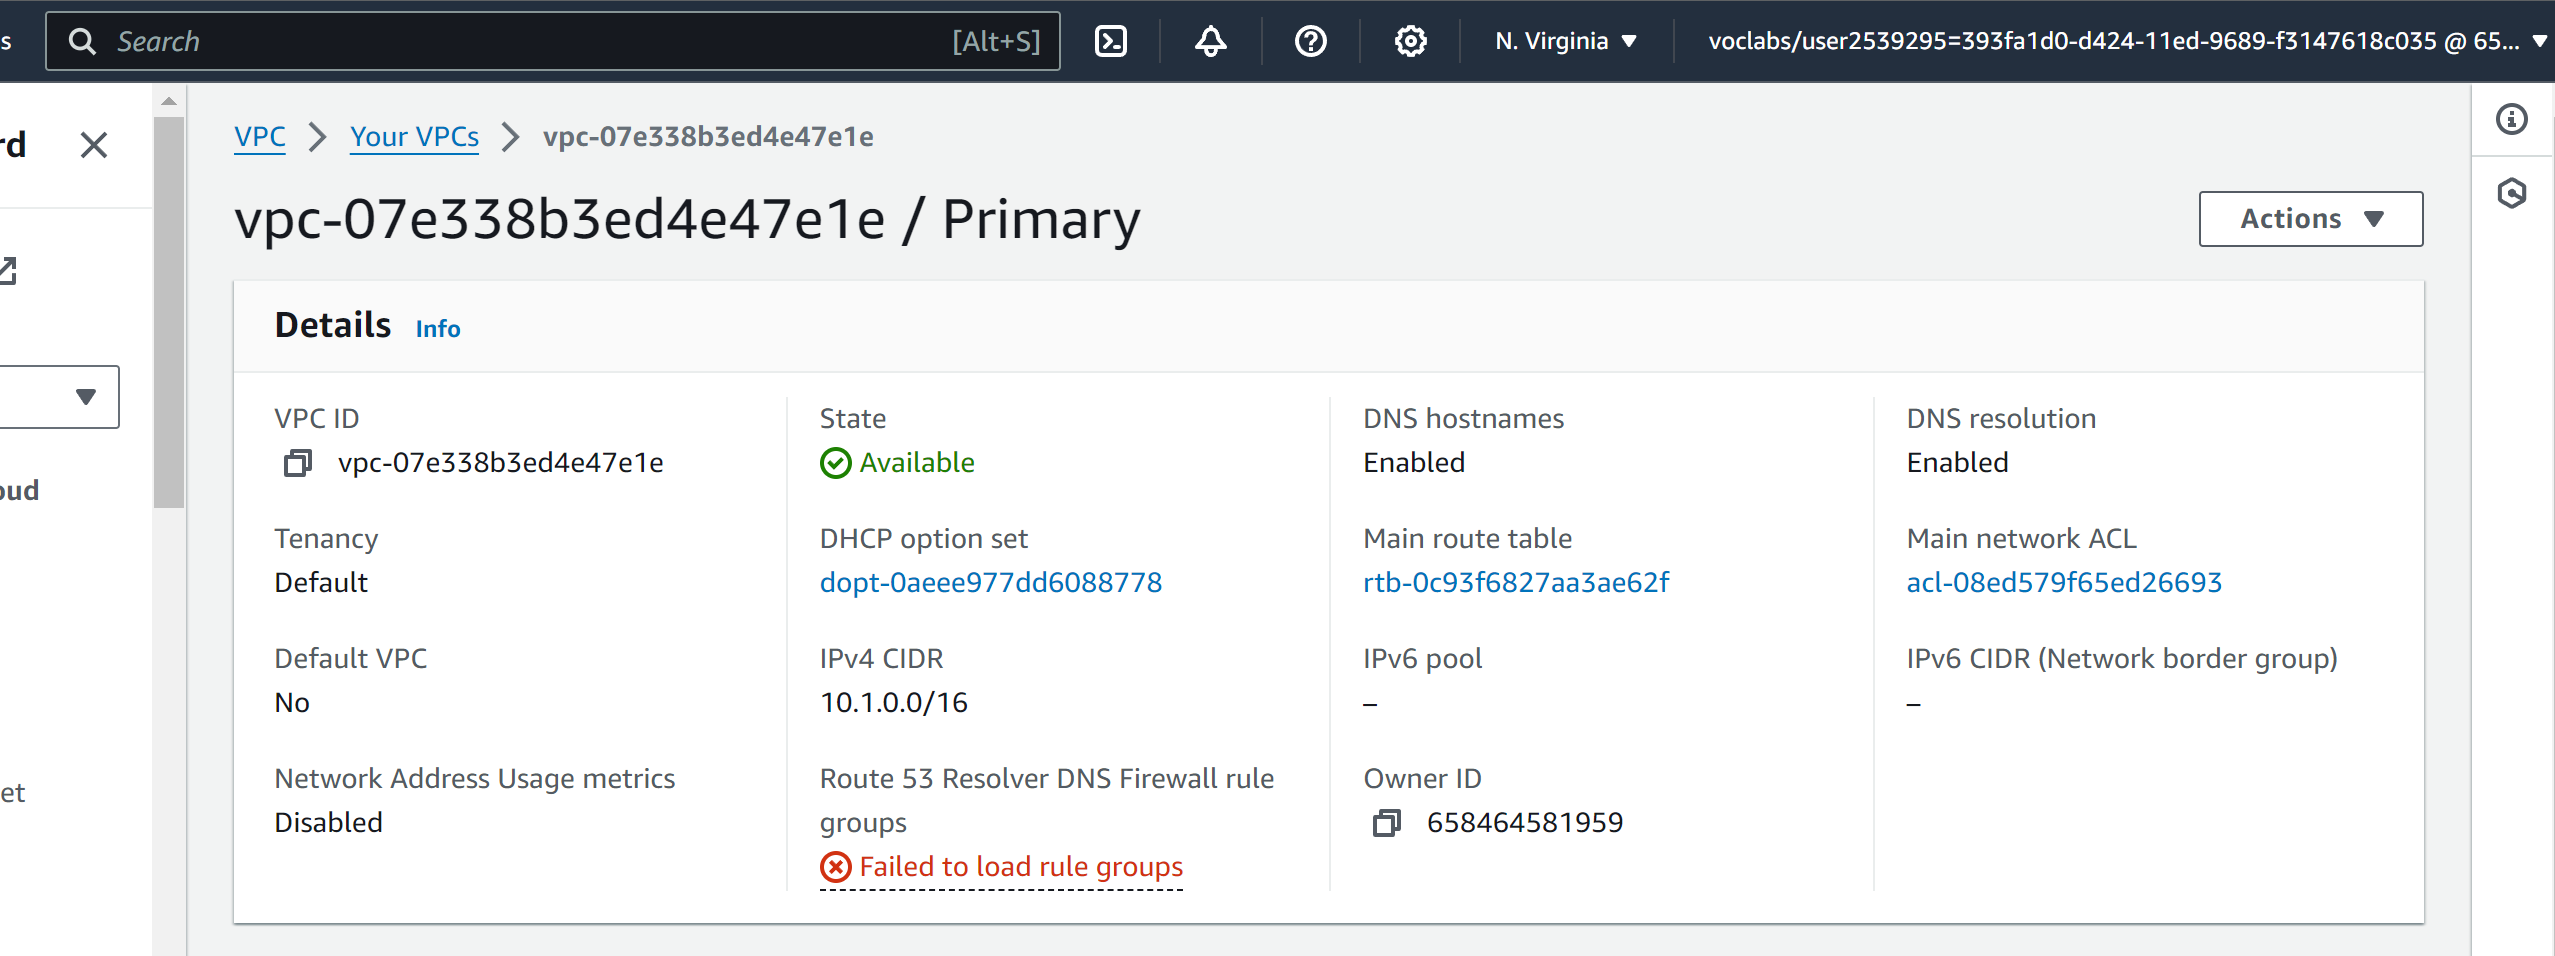 s
Search
[Alt+S]
N. Virginia
voclabs/user2539295=393fa1d0-d424-11ed-9689-f3147618c035 @ 65...
rd
VPC
Your VPCs
vpc-07e338b3ed4e47e1e
vpc-07e338b3ed4e47e1e / Primary
Actions
Details Info
VPC ID
vpc-07e338b3ed4e47e1e
State
Available
DNS hostnames
Enabled
DNS resolution
Enabled
oud
Tenancy
Default
DHCP option set
dopt-0aeee977dd6088778
Main route table
rtb-0c93f6827aa3ae62f
Main network ACL
acl-08ed579f65ed26693
Default VPC
No
IPv4 CIDR
10.1.0.0/16
IPv6 pool
–
IPv6 CIDR (Network border group)
–
et
Network Address Usage metrics
Disabled
Route 53 Resolver DNS Firewall rule
groups
Failed to load rule groups
Owner ID
658464581959